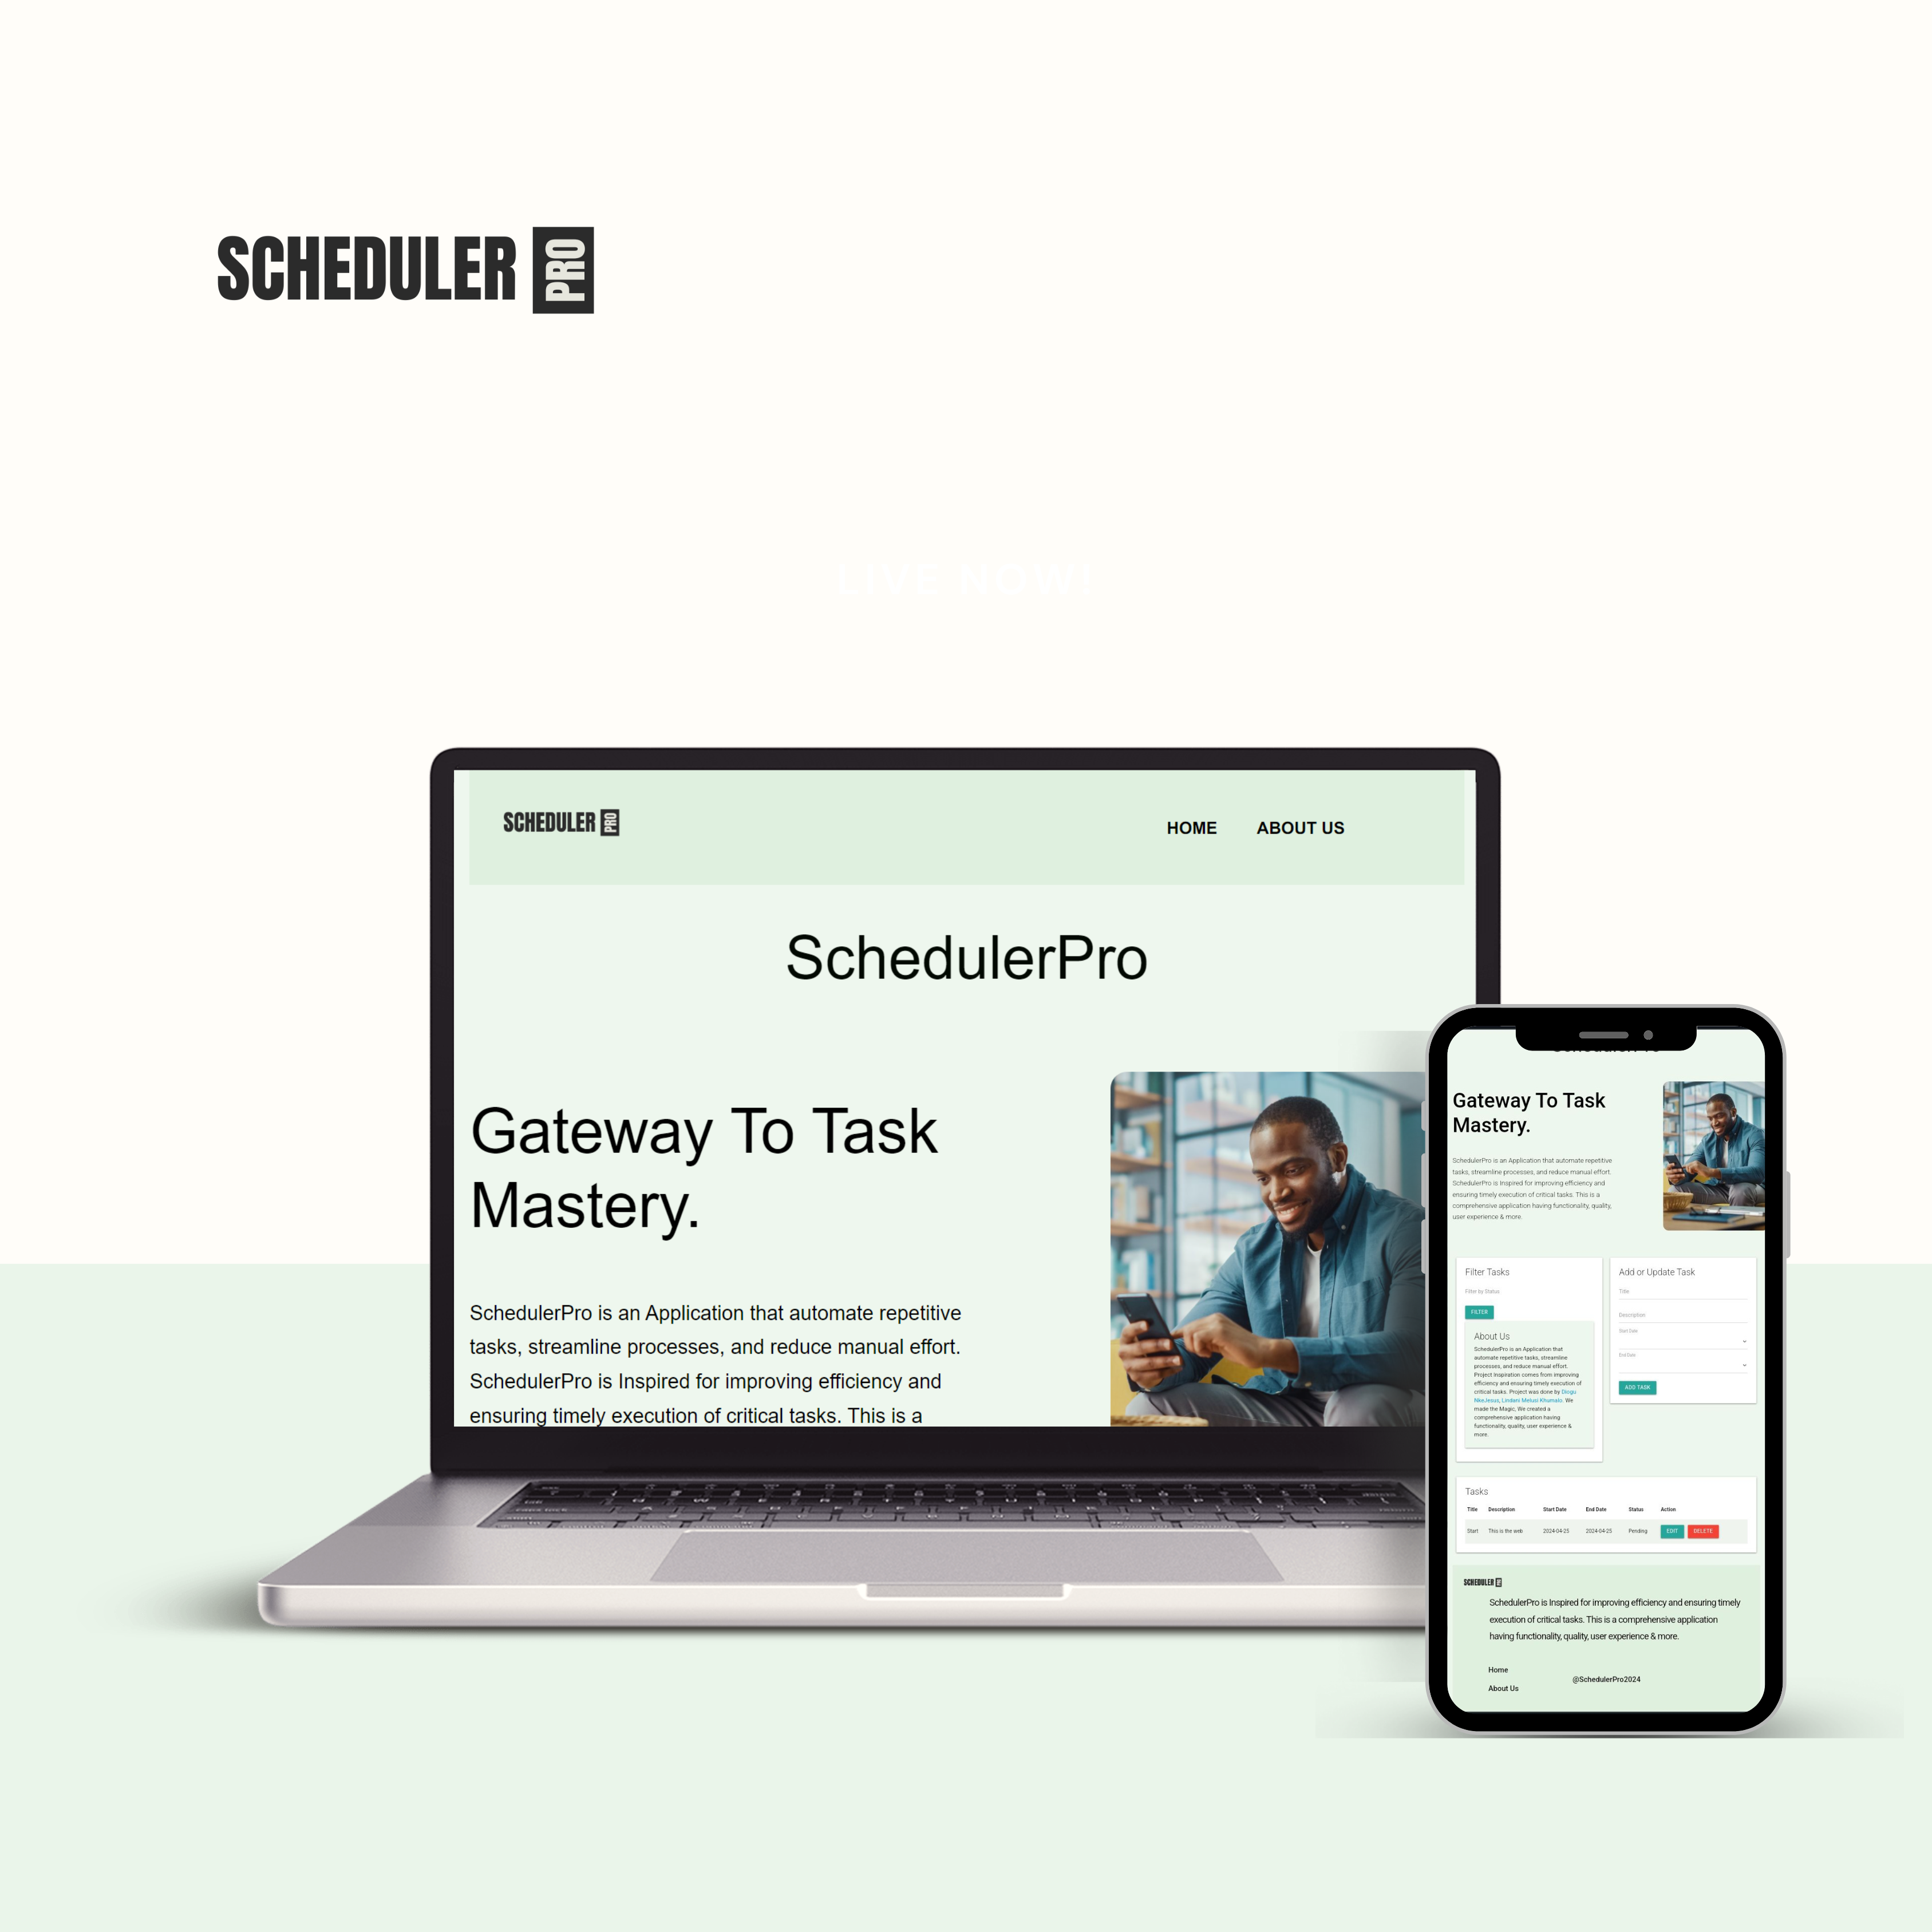 SCHEDULER PRO
LIVE NOW!
SCHEDULER PRO
HOME ABOUT US
SchedulerPro
Gateway To Task
Mastery.
SchedulerPro is an Application that automate repetitive
tasks, streamline processes, and reduce manual effort.
SchedulerPro is Inspired for improving efficiency and
ensuring timely execution of critical tasks. This is a
Gateway To Task
Mastery.
SchedulerPro is an Application that automate repetitive
tasks, streamline processes, and reduce manual effort.
SchedulerPro is Inspired for improving efficiency and
ensuring timely execution of critical tasks. This is a
comprehensive application having functionality, quality,
user experience & more.
Filter Tasks
Filter by Status
FILTER
About Us
SchedulerPro is an Application that
automate repetitive tasks, streamline
processes, and reduce manual effort.
Project Inspiration comes from improving
efficiency and ensuring timely execution of
critical tasks. Project was done by Diogu
NkeJesus, Lindani Melusi Khumalo. We
made the Magic, We created a
comprehensive application having
functionality, quality, user experience &
more.
Add or Update Task
Title
Description
Start Date
End Date
ADD TASK
Tasks
Title Description Start Date End Date Status Action
Start This is the web 2024-04-25 2024-04-25 Pending EDIT DELETE
SCHEDULER PRO
SchedulerPro is Inspired for improving efficiency and ensuring timely
execution of critical tasks. This is a comprehensive application
having functionality, quality, user experience & more.
Home
About Us
@SchedulerPro2024